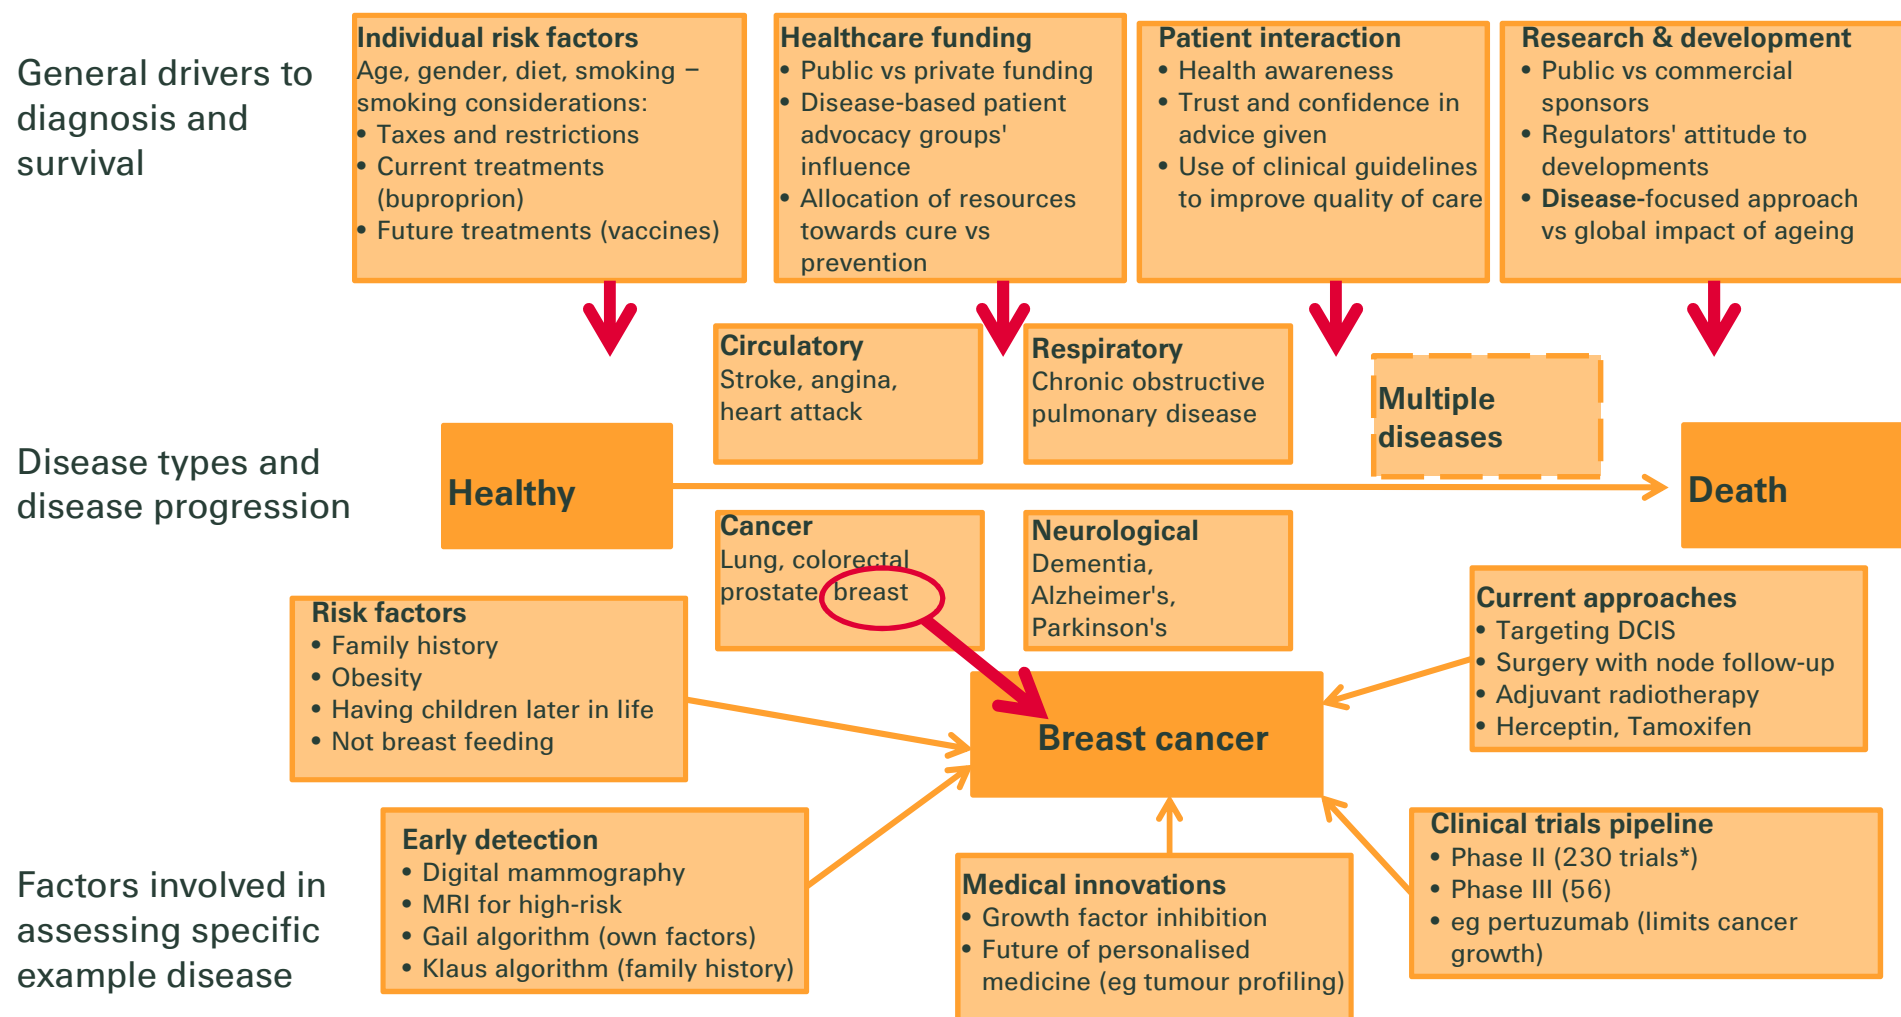 General drivers to
diagnosis and
survival
Individual risk factors
Age, gender, diet, smoking –
smoking considerations:
• Taxes and restrictions
• Current treatments
(buproprion)
• Future treatments (vaccines)
Healthcare funding
• Public vs private funding
• Disease-based patient
advocacy groups'
influence
• Allocation of resources
towards cure vs
prevention
Patient interaction
• Health awareness
• Trust and confidence in
advice given
• Use of clinical guidelines
to improve quality of care
Research & development
• Public vs commercial
sponsors
• Regulators' attitude to
developments
• Disease-focused approach
vs global impact of ageing
Disease types and
disease progression
Healthy
Circulatory
Stroke, angina,
heart attack
Respiratory
Chronic obstructive
pulmonary disease
Multiple
diseases
Death
Cancer
Lung, colorectal
prostate, breast
Neurological
Dementia,
Alzheimer's,
Parkinson's
Factors involved in
assessing specific
example disease
Risk factors
• Family history
• Obesity
• Having children later in life
• Not breast feeding
Breast cancer
Current approaches
• Targeting DCIS
• Surgery with node follow-up
• Adjuvant radiotherapy
• Herceptin, Tamoxifen
Early detection
• Digital mammography
• MRI for high-risk
• Gail algorithm (own factors)
• Klaus algorithm (family history)
Medical innovations
• Growth factor inhibition
• Future of personalised
medicine (eg tumour profiling)
Clinical trials pipeline
• Phase II (230 trials*)
• Phase III (56)
• eg pertuzumab (limits cancer
growth)